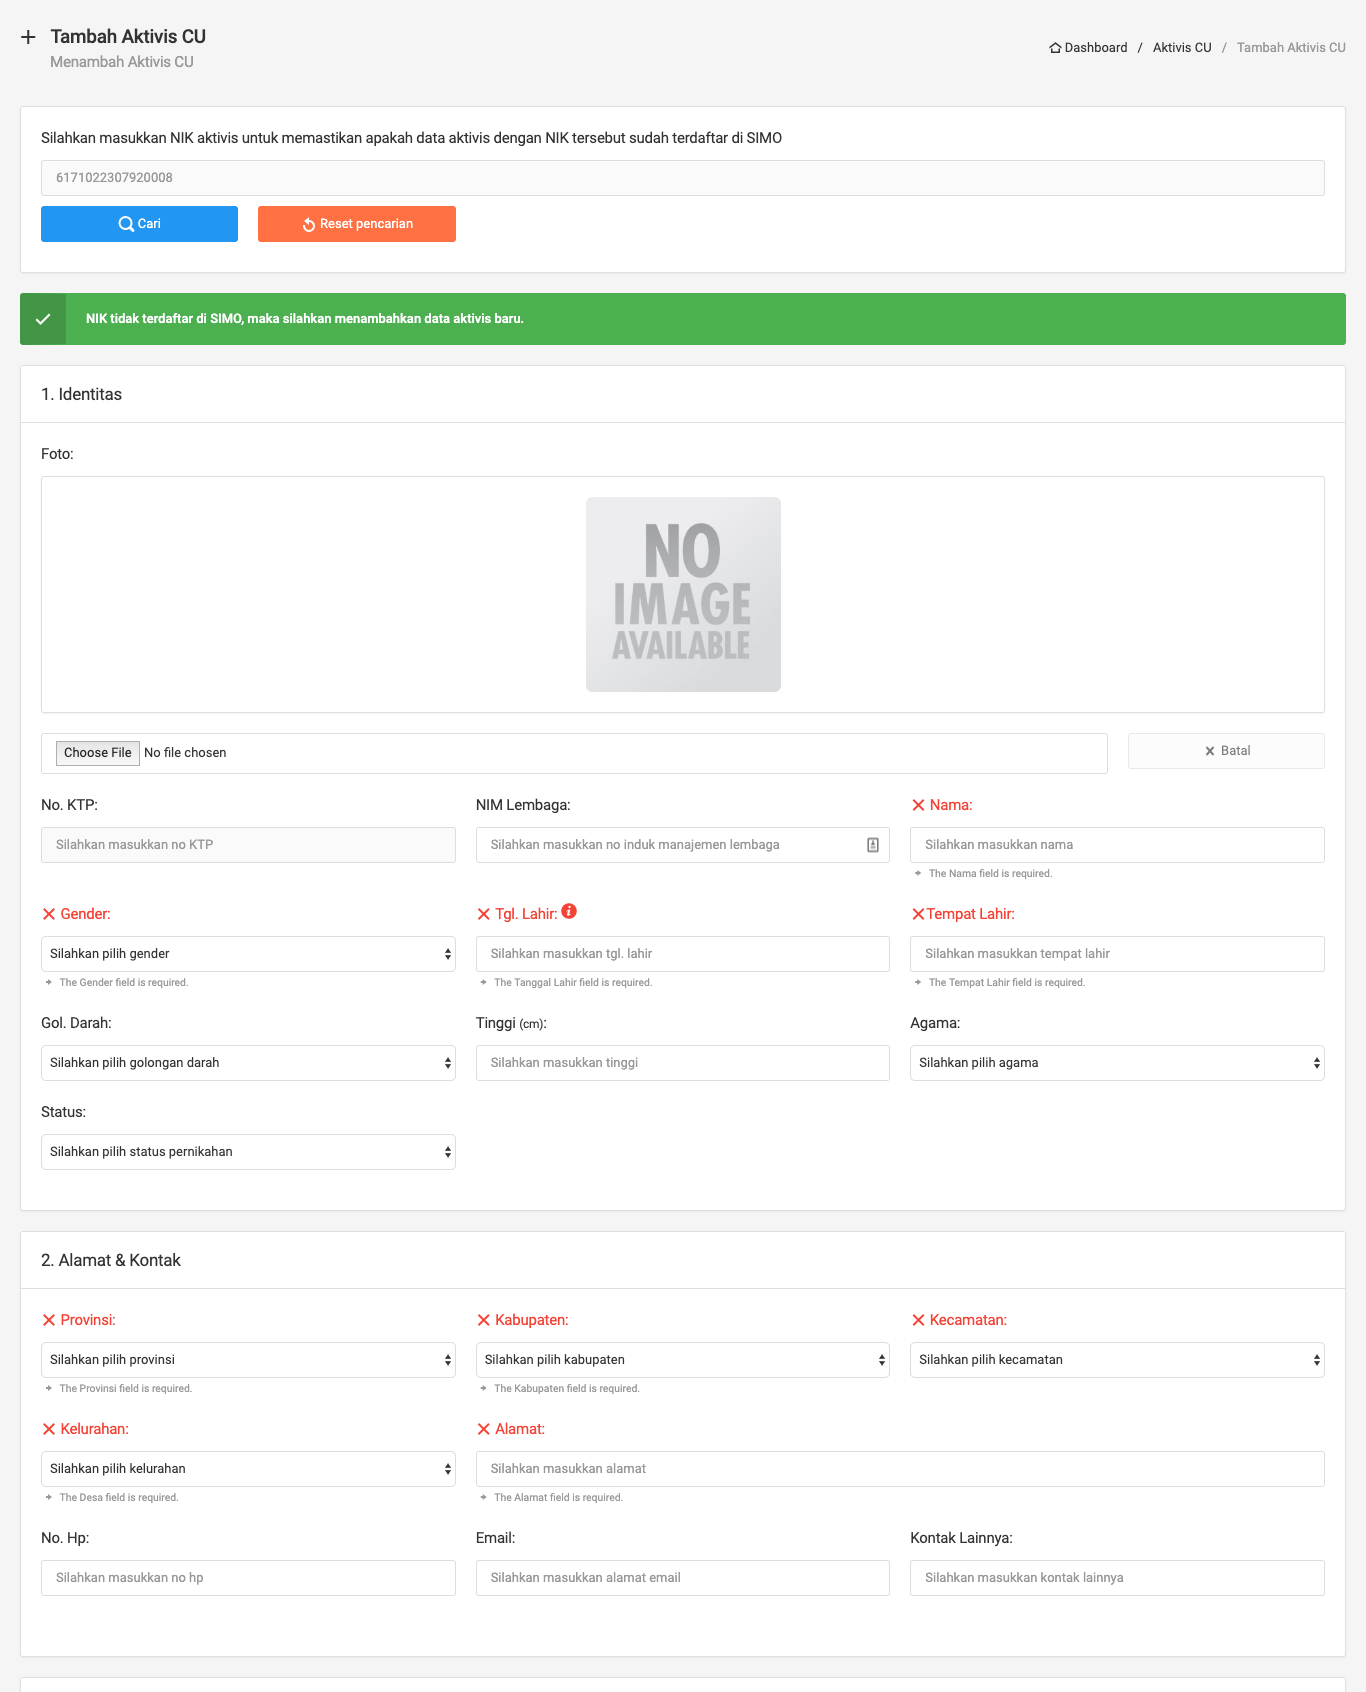 Tambah Aktivis CU
Menambah Aktivis CU
Dashboard / Aktivis CU / Tambah Aktivis CU
Silahkan masukkan NIK aktivis untuk memastikan apakah data aktivis dengan NIK tersebut sudah terdaftar di SIMO
6171022307920008
Cari
Reset pencarian
NIK tidak terdaftar di SIMO, maka silahkan menambahkan data aktivis baru.
1. Identitas
Foto:
NO
IMAGE
AVAILABLE
Choose File No file chosen
Batal
No. KTP:
Silahkan masukkan no KTP
NIM Lembaga:
Silahkan masukkan no induk manajemen lembaga
Nama:
Silahkan masukkan nama
The Nama field is required.
Gender:
Silahkan pilih gender
The Gender field is required.
Tgl. Lahir:
Silahkan masukkan tgl. lahir
The Tanggal Lahir field is required.
Tempat Lahir:
Silahkan masukkan tempat lahir
The Tempat Lahir field is required.
Gol. Darah:
Silahkan pilih golongan darah
Tinggi (cm):
Silahkan masukkan tinggi
Agama:
Silahkan pilih agama
Status:
Silahkan pilih status pernikahan
2. Alamat & Kontak
Provinsi:
Silahkan pilih provinsi
The Provinsi field is required.
Kabupaten:
Silahkan pilih kabupaten
The Kabupaten field is required.
Kecamatan:
Silahkan pilih kecamatan
Kelurahan:
Silahkan pilih kelurahan
The Desa field is required.
Alamat:
Silahkan masukkan alamat
The Alamat field is required.
No. Hp:
Silahkan masukkan no hp
Email:
Silahkan masukkan alamat email
Kontak Lainnya:
Silahkan masukkan kontak lainnya